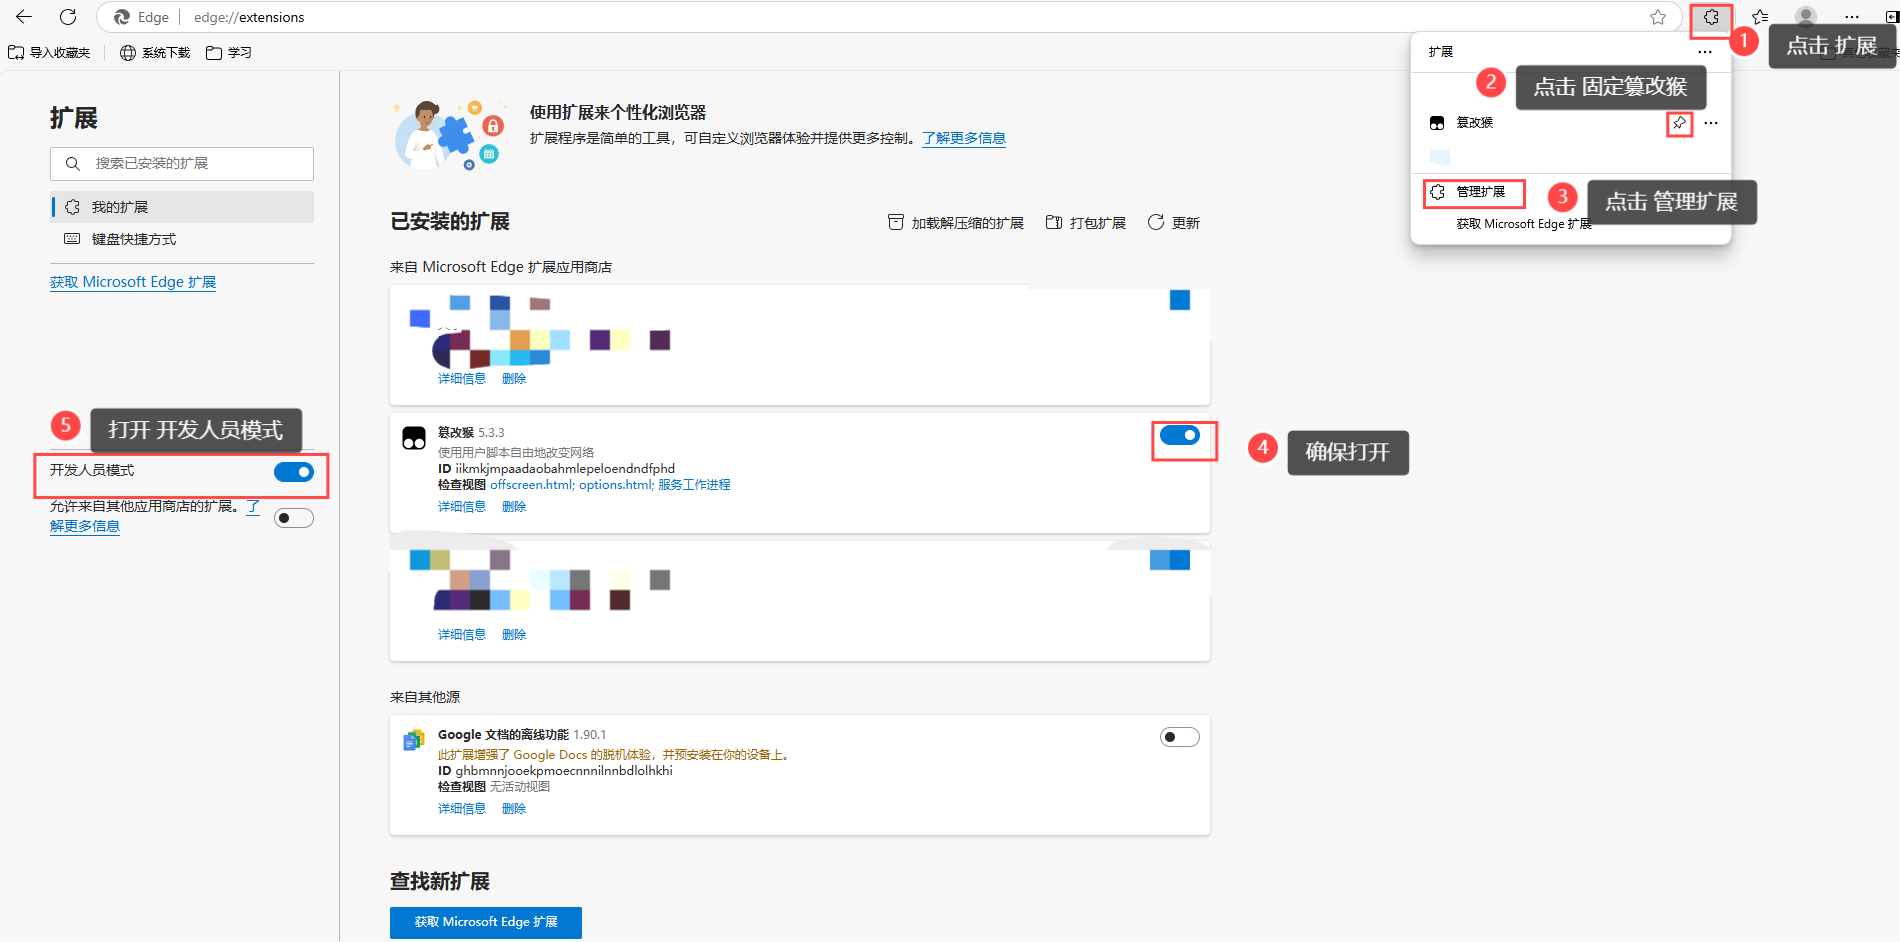 Edge
edge://extensions
导入收藏夹
系统下载
学习
扩展
1
点击 扩展
2
点击 固定篡改猴
篡改猴
管理扩展
3
点击 管理扩展
获取 Microsoft Edge 扩展
扩展
搜索已安装的扩展
我的扩展
键盘快捷方式
获取 Microsoft Edge 扩展
5
打开 开发人员模式
开发人员模式
允许来自其他应用商店的扩展。了
解更多信息
使用扩展来个性化浏览器
扩展程序是简单的工具，可自定义浏览器体验并提供更多控制。了解更多信息
已安装的扩展
加载解压缩的扩展
打包扩展
更新
来自 Microsoft Edge 扩展应用商店
详细信息 删除
篡改猴 5.3.3
使用用户脚本自由地改变网络
ID iikmkjmpaadaobahmlepeloendndfphd
检查视图 offscreen.html; options.html; 服务工作进程
详细信息 删除
4
确保打开
详细信息 删除
来自其他源
Google 文档的离线功能 1.90.1
此扩展增强了 Google Docs 的脱机体验，并预安装在你的设备上。
ID ghbmnnjooekpmoecnnnilnnbdlolhkhi
检查视图 无活动视图
详细信息 删除
查找新扩展
获取 Microsoft Edge 扩展